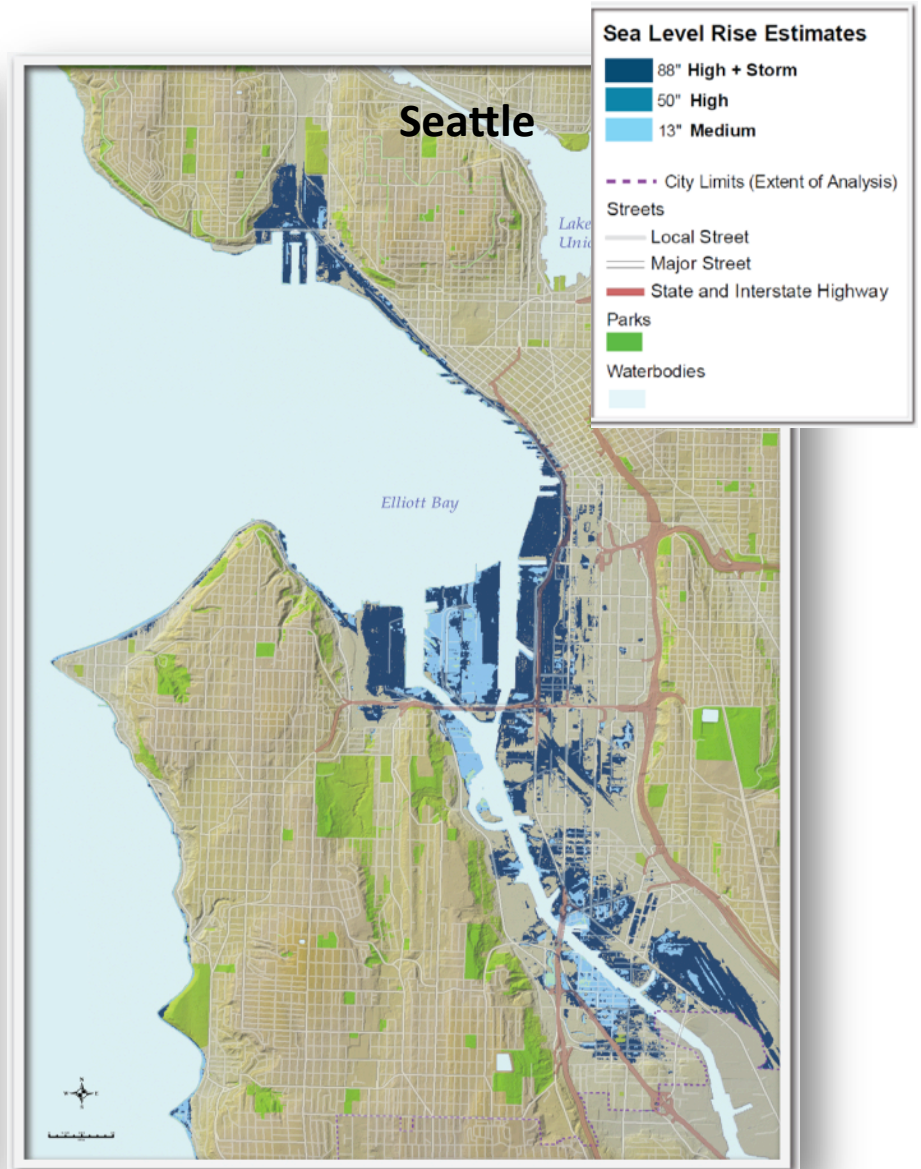 Sea Level Rise Estimates
88" High + Storm
50" High
13" Medium
City Limits (Extent of Analysis)
Streets
Local Street
Major Street
State and Interstate Highway
Parks
Waterbodies
Seattle
Lake
Elliott Bay
N
W E
S